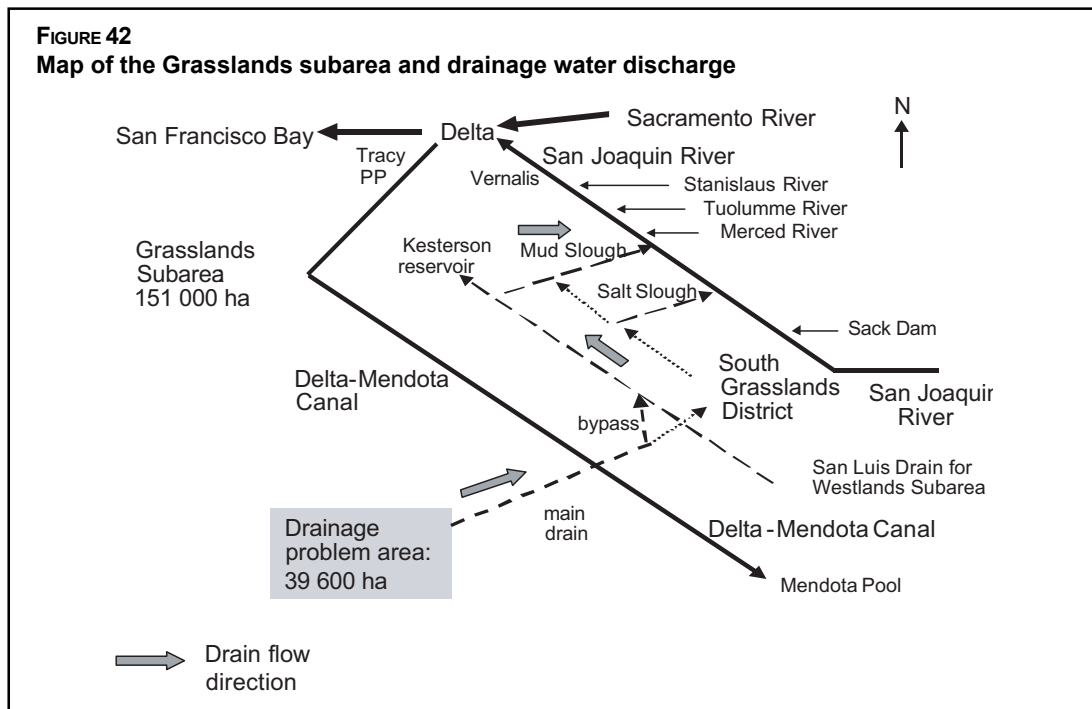 FIGURE 42
Map of the Grasslands subarea and drainage water discharge
N
San Francisco Bay
Delta
Sacramento River
Tracy
PP
San Joaquin River
Vernalis
Stanislaus River
Tuolumme River
Merced River
Grasslands
Subarea
151 000 ha
Kesterson
reservoir
Mud Slough
Salt Slough
Sack Dam
Delta-Mendota
Canal
South
Grasslands
District
San Joaquin
River
bypass
San Luis Drain for
Westlands Subarea
main
drain
Delta-Mendota Canal
Drainage
problem area:
39 600 ha
Mendota Pool
Drain flow
direction